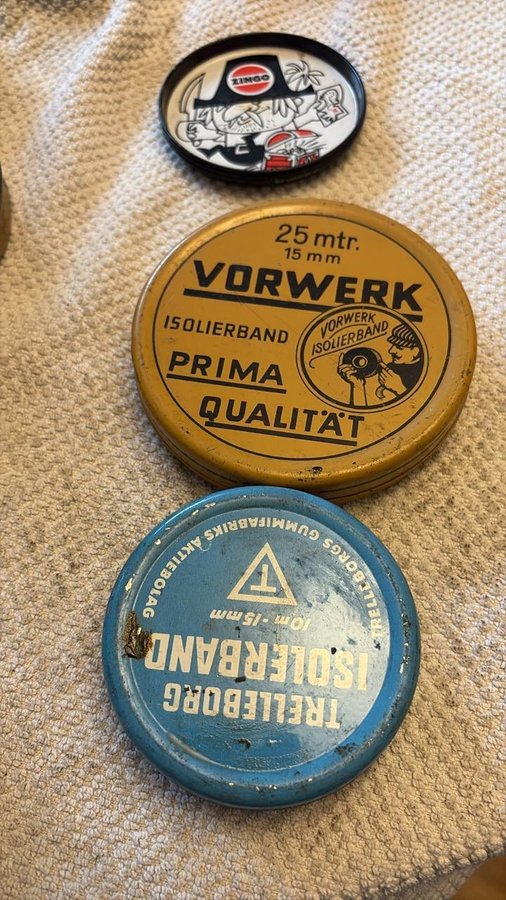 ZINGO
25 mtr.
15 mm
VORWERK
ISOLIERBAND
VORWERK
ISOLIERBAND
PRIMA
QUALITÄT
TRELLEBORG
ISOLERBAND
10m · 15mm
T
TRELLEBORGS GUMMIFABRIKS AKTIEBOLAG